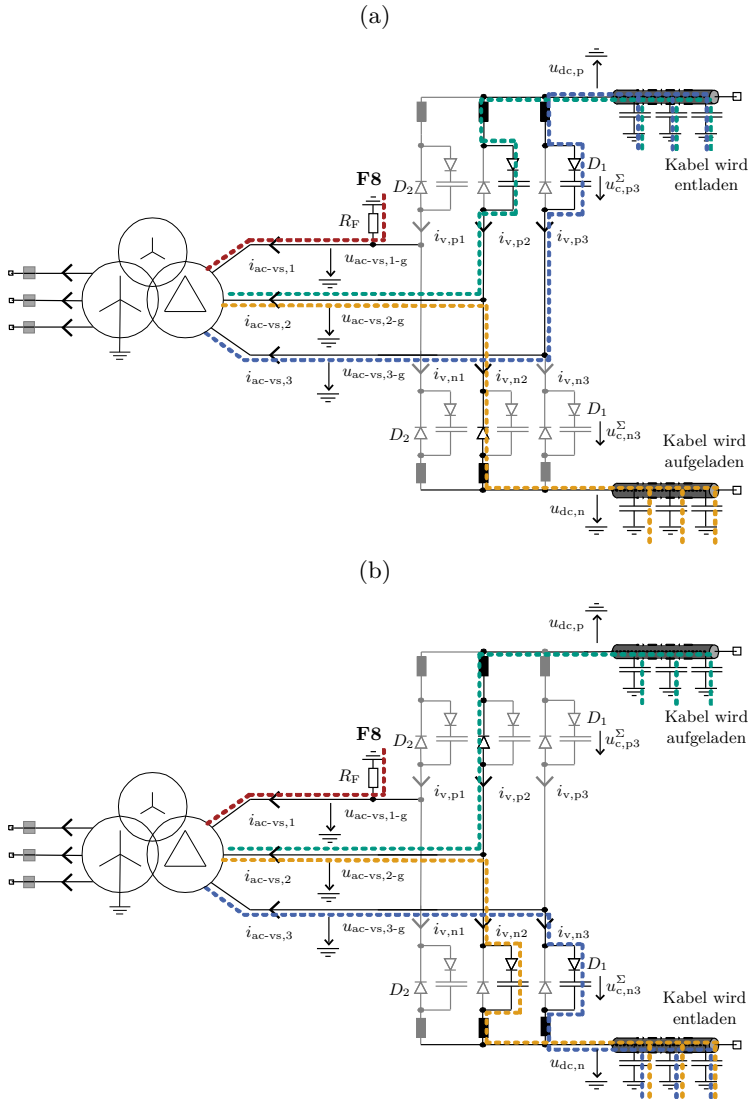 (a)
u_dc,p
Kabel wird
entladen
D_1
u^Σ_c,p3
F8
D_2
R_F
i_v,p1 i_v,p2 i_v,p3
i_ac-vs,1 u_ac,vs,1-g
i_ac-vs,2 u_ac-vs,2-g
i_ac-vs,3 u_ac-vs,3-g
i_v,n1 i_v,n2 i_v,n3
D_2
D_1
u^Σ_c,n3
Kabel wird
aufgeladen
u_dc,n
(b)
u_dc,p
Kabel wird
aufgeladen
D_1
u^Σ_c,p3
F8
D_2
R_F
i_v,p1 i_v,p2 i_v,p3
i_ac-vs,1 u_ac-vs,1-g
i_ac-vs,2 u_ac-vs,2-g
i_ac-vs,3 u_ac-vs,3-g
i_v,n1 i_v,n2 i_v,n3
D_2
D_1
u^Σ_c,n3
Kabel wird
entladen
u_dc,n